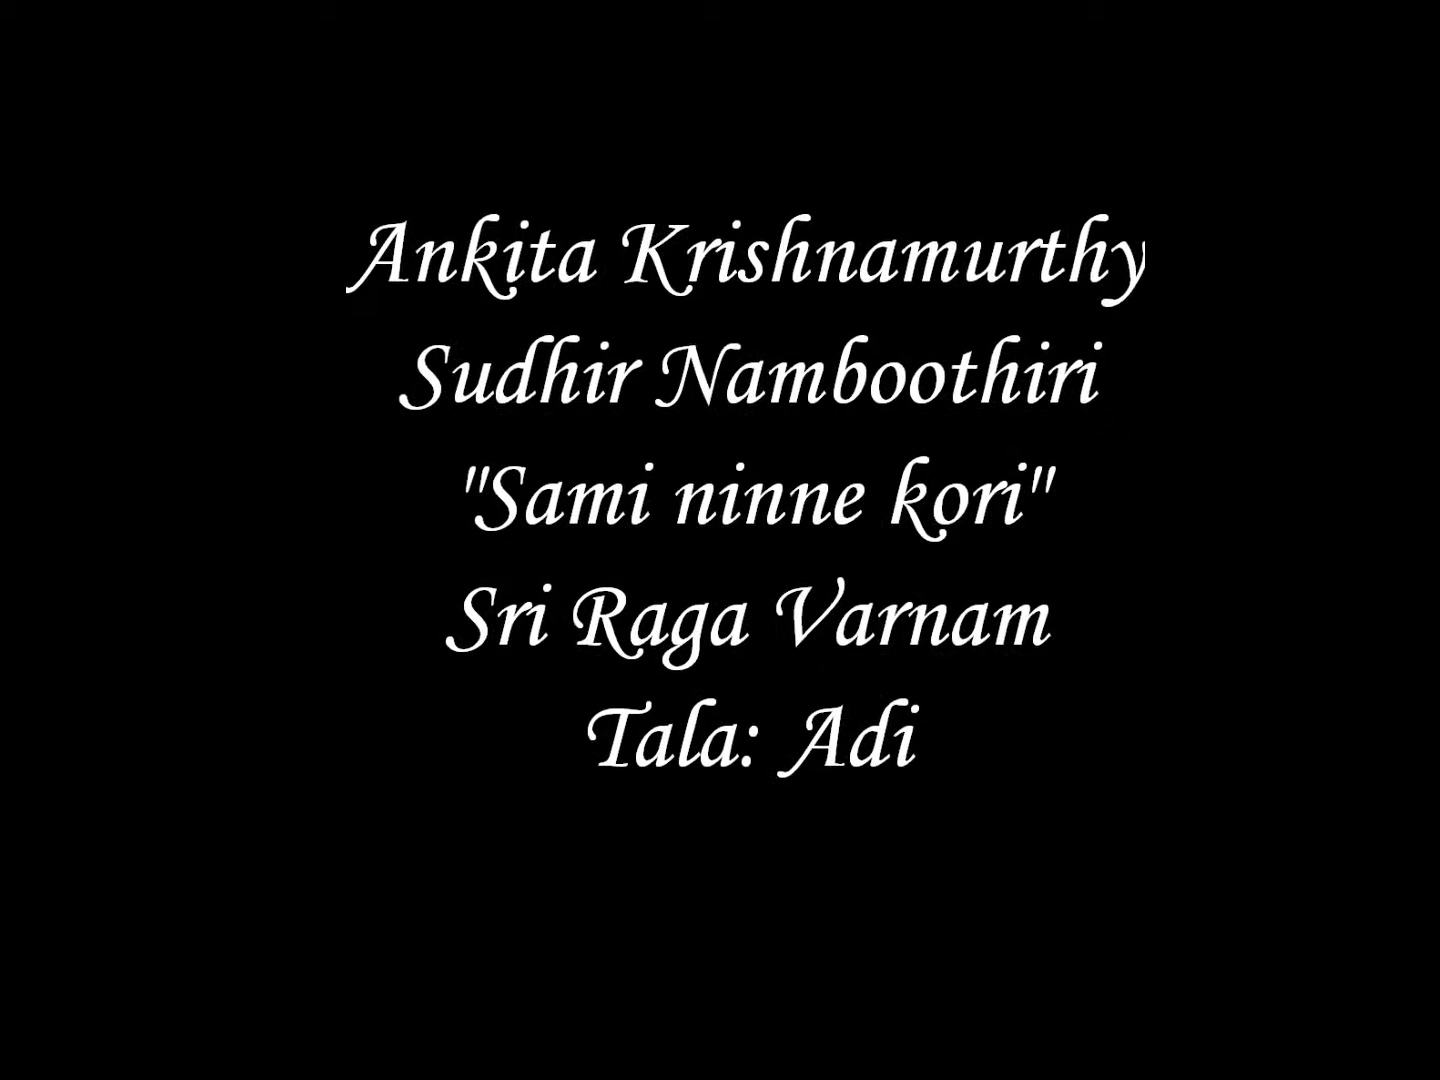 Ankita Krishnamurthy
Sudhir Namboothiri
"Sami ninne kori"
Sri Raga Varnam
Tala: Adi